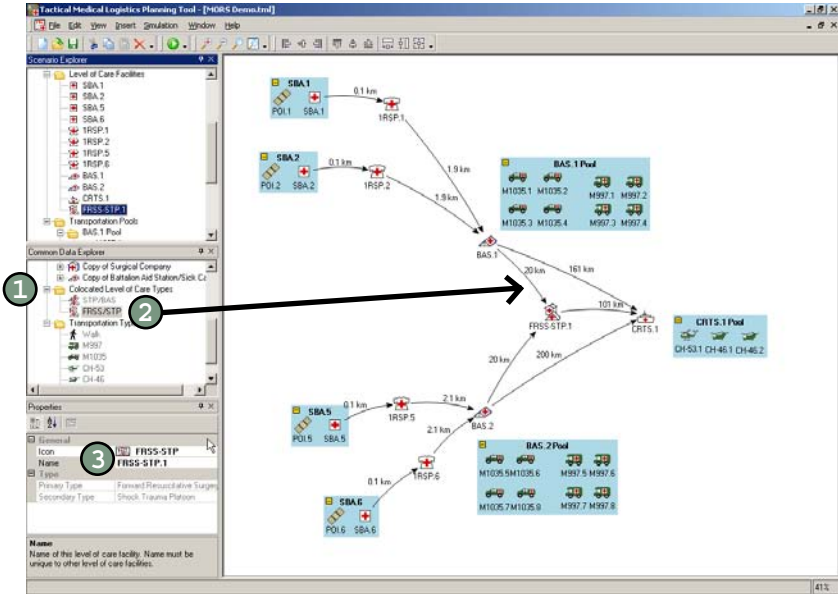 Tactical Medical Logistics Planning Tool - [MORS Demo.tml]
File Edit View Insert Simulation Window Help
Scenario Explorer
Level of Care Facilities
SBA.1
SBA.2
SBA.5
SBA.6
1RSP.1
1RSP.2
1RSP.5
1RSP.6
BAS.1
BAS.2
CRTS.1
FRSS-STP.1
Transportation Pools
BAS.1 Pool
Common Data Explorer
Copy of Surgical Company
Copy of Battalion Aid Station/Sick Ca
Colocated Level of Care Types
STP/BAS
FRSS/STP
Transportation Typ
Walk
M997
M1035
CH-53
CH-46
1
2
Properties
General
Icon FRSS-STP
Name FRSS-STP.1
3
Type
Primary Type Forward Resuscitative Surger
Secondary Type Shock Trauma Platoon
Name
Name of this level of care facility. Name must be
unique to other level of care facilities.
SBA.1
POI.1 SBA.1
0.1 km
1RSP.1
1.9 km
SBA.2
POI.2 SBA.2
0.1 km
1RSP.2
1.9 km
BAS.1 Pool
M1035.1 M1035.2 M997.1 M997.2
M1035.3 M1035.4 M997.3 M997.4
BAS.1
20 km
161 km
FRSS-STP.1
101 km
CRTS.1
CRTS.1 Pool
CH-53.1 CH-46.1 CH-46.2
20 km
200 km
SBA.5
POI.5 SBA.5
0.1 km
1RSP.5
2.1 km
BAS.2
2.1 km
1RSP.6
0.1 km
SBA.6
POI.6 SBA.6
BAS.2 Pool
M1035.5 M1035.6 M997.5 M997.6
M1035.7 M1035.8 M997.7 M997.8
41%